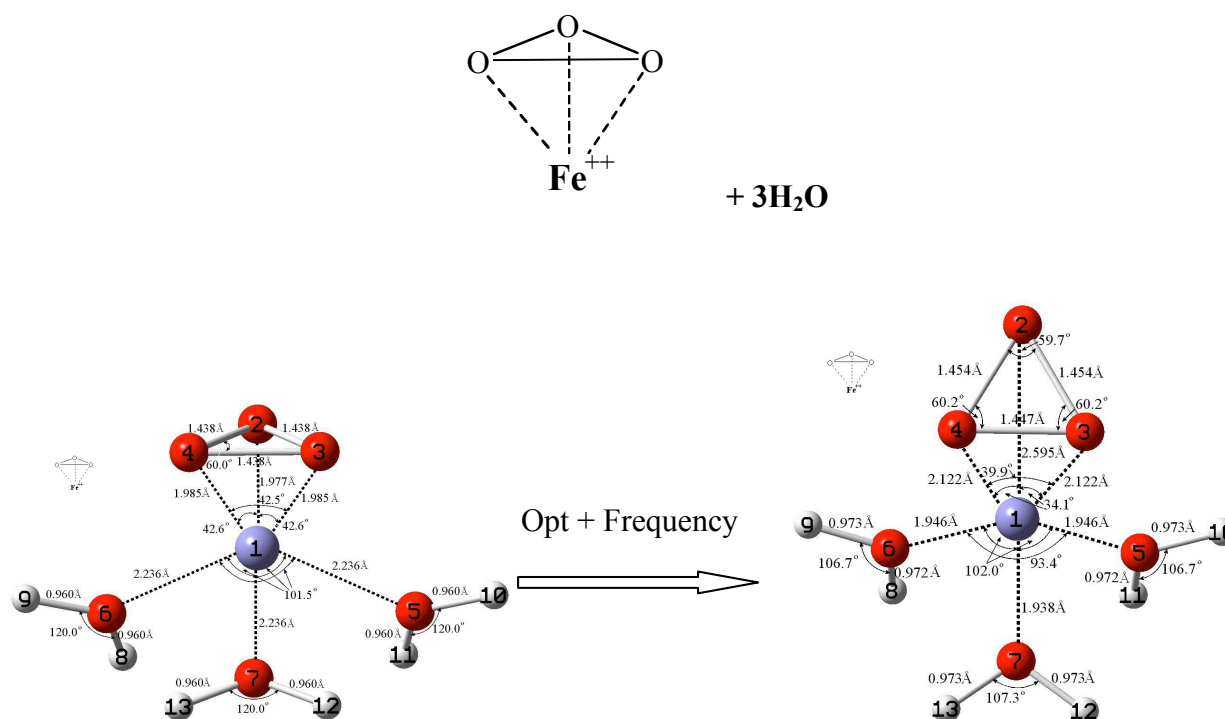 O
O O
Fe++
+ 3H₂O
Opt + Frequency
2
1.438Å 1.438Å
4 3
60.0° 1.438Å
1.977Å
1.985Å 1.985Å
42.5°
42.6° 42.6°
1
2.236Å 2.236Å
101.5°
9 0.960Å 6
120.0° 0.960Å
8
2.236Å
0.960Å 10
5
0.960Å 120.0°
11
7
0.960Å 0.960Å
13 120.0° 12
2
59.7°
1.454Å 1.454Å
60.2° 60.2°
1.447Å
4 3
2.595Å
2.122Å 39.9° 2.122Å
34.1°
1
9 0.973Å 1.946Å 1.946Å 0.973Å 10
6 5
106.7° 0.972Å 102.0° 93.4° 0.972Å 106.7°
8 11
1.938Å
7
0.973Å 0.973Å
13 107.3° 12